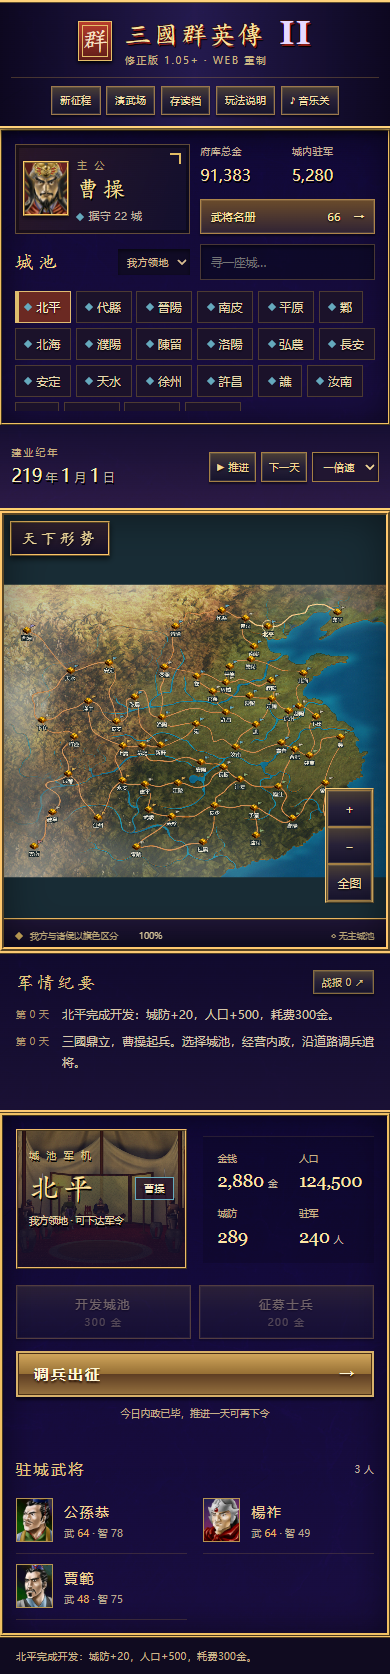 群 三國群英傳 II
修正版 1.05+ · WEB 重制
新征程 演武场 存读档 玩法说明 ♪ 音乐关
主公
曹操
据守 22 城
府库总金 城内驻军
91,383 5,280
武将名册 66 →
城池 我方领地 寻一座城...
北平 代縣 晉陽 南皮 平原 鄴
北海 濮陽 陳留 洛陽 弘農 長安
安定 天水 徐州 許昌 譙 汝南
建业纪年
219 年 1 月 1 日
▶ 推进 下一天 一倍速
天下形势
北平
+
−
全图
我方与诸侯以旗色区分 100% 无主城池
军情纪要 战报 0 ↗
第 0 天 北平完成开发：城防+20，人口+500，耗费300金。
第 0 天 三國鼎立，曹操起兵。选择城池，经营内政，沿道路调兵追
将。
城池军机
北平 曹操
我方领地 · 可下达军令
金钱 人口
2,880 金 124,500
城防 驻军
289 240 人
开发城池 征募士兵
300 金 200 金
调兵出征 →
今日内政已毕，推进一天可再下令
驻城武将 3 人
公孫恭 楊祚
武 64 · 智 78 武 64 · 智 49
賈範
武 48 · 智 75
北平完成开发：城防+20，人口+500，耗费300金。